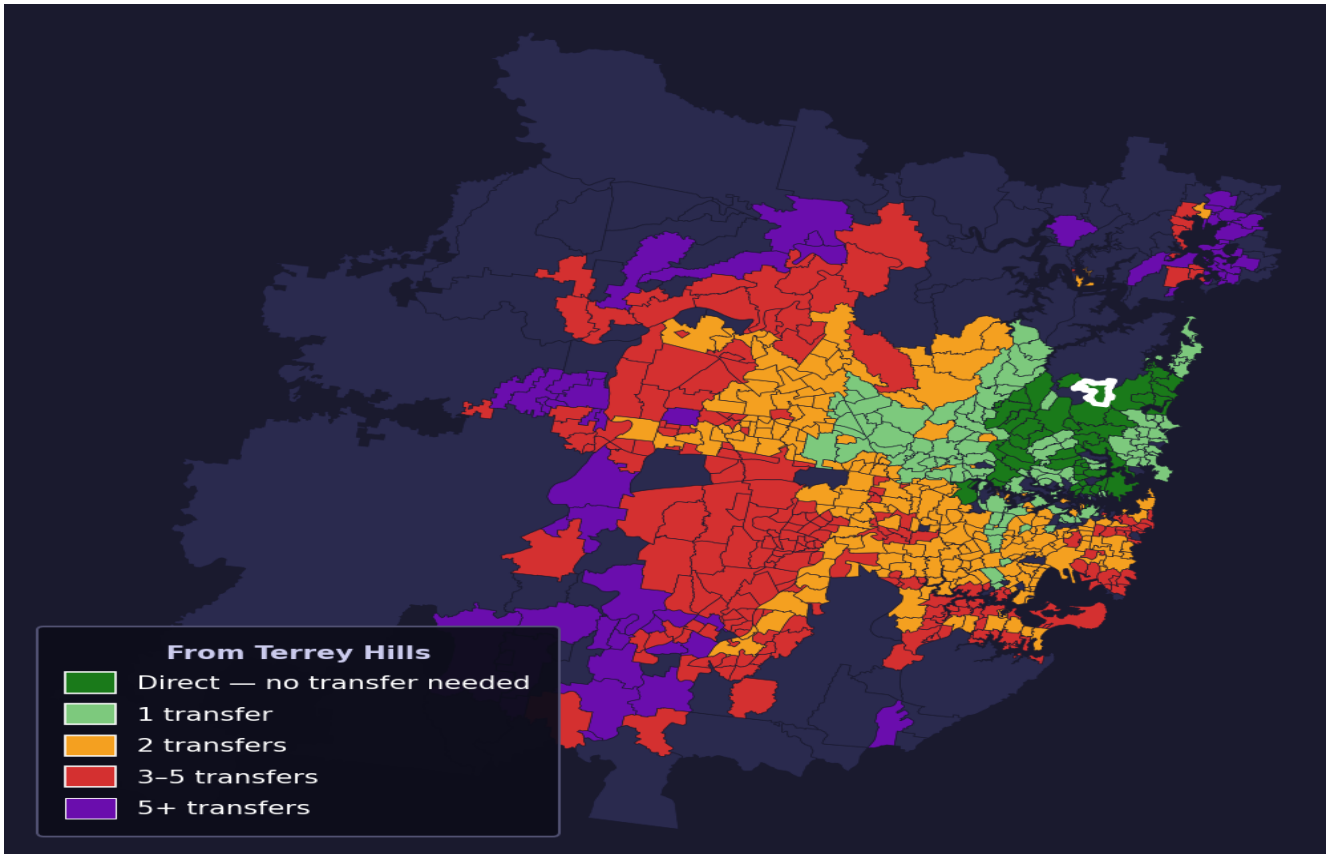 From Terrey Hills
Direct — no transfer needed
1 transfer
2 transfers
3–5 transfers
5+ transfers